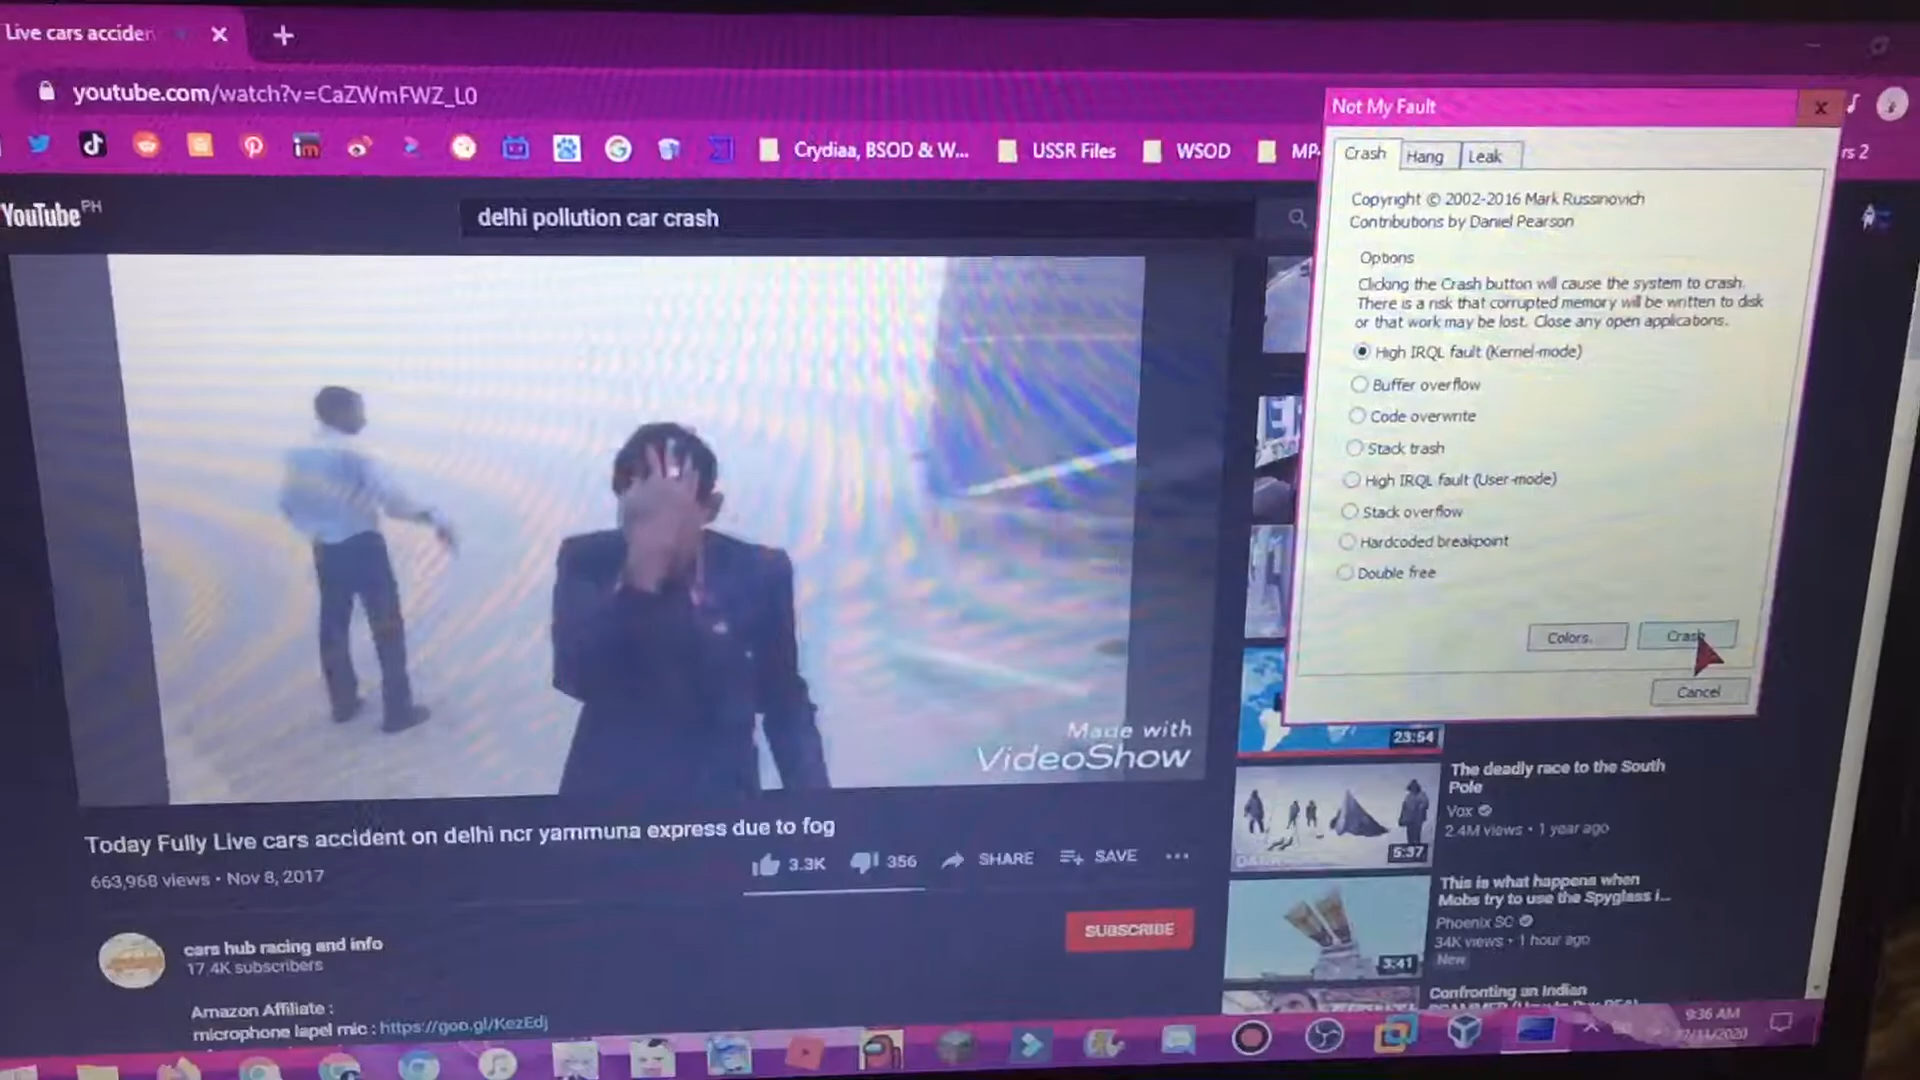 Live cars acciden
youtube.com/watch?v=CaZWmFWZ_L0
Crydiaa, BSOD & W...
USSR Files
WSOD
MP
rs 2
YouTube PH
delhi pollution car crash
Not My Fault
Crash
Hang
Leak
Copyright © 2002-2016 Mark Russinovich
Contributions by Daniel Pearson
Options
Clicking the Crash button will cause the system to crash.
There is a risk that corrupted memory will be written to disk
or that work may be lost. Close any open applications.
High IRQL fault (Kernel-mode)
Buffer overflow
Code overwrite
Stack trash
High IRQL fault (User-mode)
Stack overflow
Hardcoded breakpoint
Double free
Colors.
Crash
Cancel
Made with
VideoShow
Today Fully Live cars accident on delhi ncr yammuna express due to fog
663,968 views • Nov 8, 2017
3.3K
356
SHARE
SAVE
cars hub racing and info
17.4K subscribers
SUBSCRIBE
Amazon Affiliate :
microphone lapel mic : https://goo.gl/KezEdj
23:54
The deadly race to the South
Pole
Vox
2.4M views • 1 year ago
5:37
This is what happens when
Mobs try to use the Spyglass i...
Phoenix SC
34K views • 1 hour ago
New
3:41
Confronting an Indian
9:36 AM